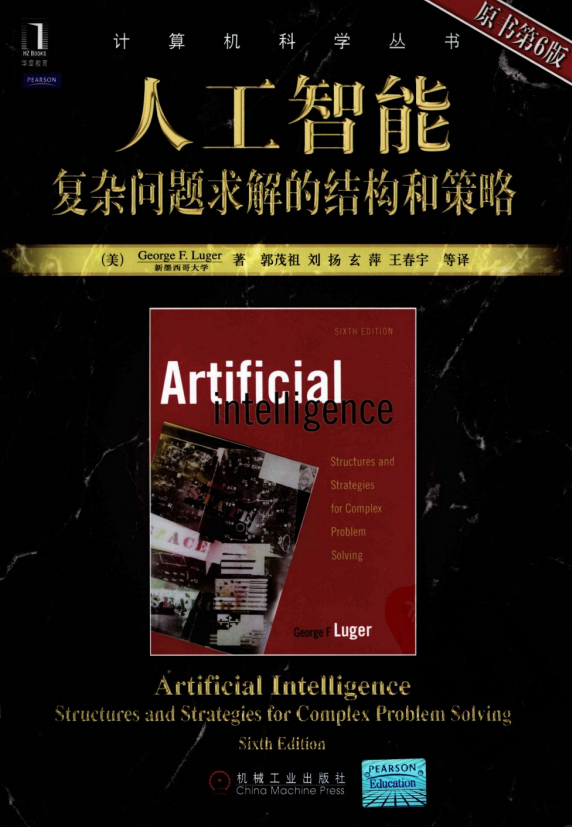 原书第6版
HZ Books
华章教育
PEARSON
计算机科学丛书
人工智能
复杂问题求解的结构和策略
(美) George F. Luger 著 郭茂祖 刘扬 玄萍 王春宇 等译
新墨西哥大学
SIXTH EDITION
Artificial
intelligence
Structures and
Strategies
for Complex
Problem
Solving
SPACE
STATE
George F Luger
Artificial Intelligence
Structures and Strategies for Complex Problem Solving
Sixth Edition
机械工业出版社
China Machine Press
PEARSON
Education